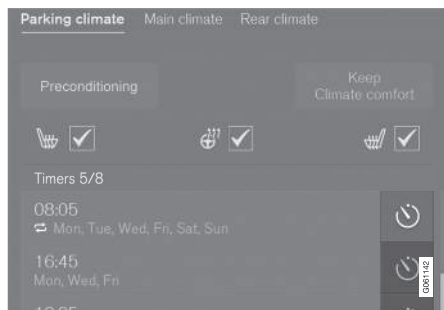 Parking climate Main climate Rear climate
Preconditioning
Keep
Climate comfort
Timers 5/8
08:05
Mon, Tue, Wed, Fri, Sat, Sun
16:45
Mon, Wed, Fri
G061142